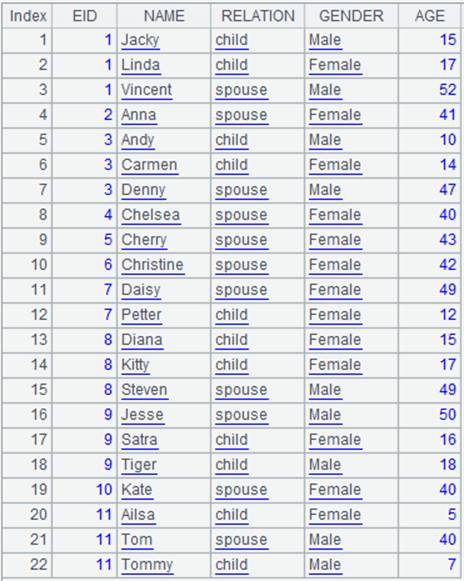 Index EID NAME RELATION GENDER AGE
1 1 Jacky child Male 15
2 1 Linda child Female 17
3 1 Vincent spouse Male 52
4 2 Anna spouse Female 41
5 3 Andy child Male 10
6 3 Carmen child Female 14
7 3 Denny spouse Male 47
8 4 Chelsea spouse Female 40
9 5 Cherry spouse Female 43
10 6 Christine spouse Female 42
11 7 Daisy spouse Female 49
12 7 Petter child Female 12
13 8 Diana child Female 15
14 8 Kitty child Female 17
15 8 Steven spouse Male 49
16 9 Jesse spouse Male 50
17 9 Satra child Female 16
18 9 Tiger child Male 18
19 10 Kate spouse Female 40
20 11 Ailsa child Female 5
21 11 Tom spouse Male 40
22 11 Tommy child Male 7